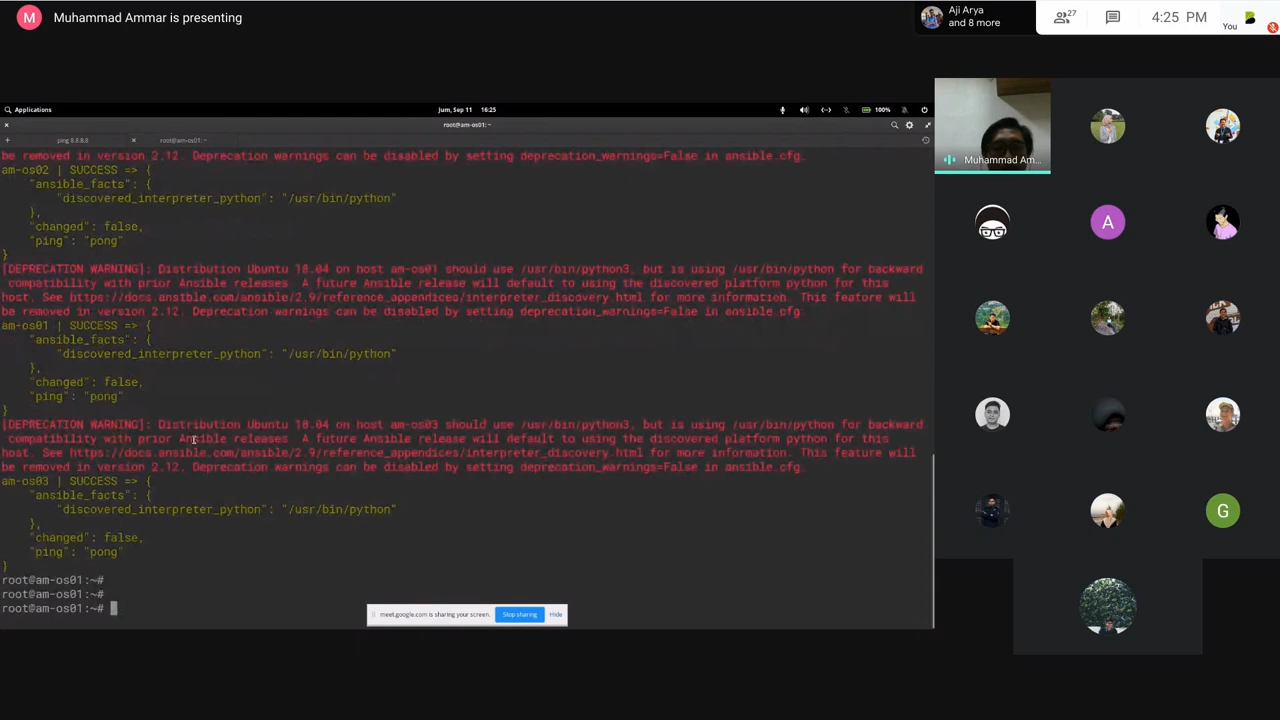 M
Muhammad Ammar is presenting
Aji Arya
and 8 more
27
4:25 PM
You
Applications
Jum, Sep 11 16:25
100%
root@am-os01: ~
ping 8.8.8.8
root@am-os01: ~
be removed in version 2.12. Deprecation warnings can be disabled by setting deprecation_warnings=False in ansible.cfg.
am-os02 | SUCCESS => {
"ansible_facts": {
"discovered_interpreter_python": "/usr/bin/python"
},
"changed": false,
"ping": "pong"
}
[DEPRECATION WARNING]: Distribution Ubuntu 18.04 on host am-os01 should use /usr/bin/python3, but is using /usr/bin/python for backward
compatibility with prior Ansible releases. A future Ansible release will default to using the discovered platform python for this
host. See https://docs.ansible.com/ansible/2.9/reference_appendices/interpreter_discovery.html for more information. This feature will
be removed in version 2.12. Deprecation warnings can be disabled by setting deprecation_warnings=False in ansible.cfg.
am-os01 | SUCCESS => {
"ansible_facts": {
"discovered_interpreter_python": "/usr/bin/python"
},
"changed": false,
"ping": "pong"
}
[DEPRECATION WARNING]: Distribution Ubuntu 18.04 on host am-os03 should use /usr/bin/python3, but is using /usr/bin/python for backward
compatibility with prior Ansible releases. A future Ansible release will default to using the discovered platform python for this
host. See https://docs.ansible.com/ansible/2.9/reference_appendices/interpreter_discovery.html for more information. This feature will
be removed in version 2.12. Deprecation warnings can be disabled by setting deprecation_warnings=False in ansible.cfg.
am-os03 | SUCCESS => {
"ansible_facts": {
"discovered_interpreter_python": "/usr/bin/python"
},
"changed": false,
"ping": "pong"
}
root@am-os01:~#
root@am-os01:~#
root@am-os01:~#
meet.google.com is sharing your screen.
Stop sharing
Hide
Muhammad Am...
A
G